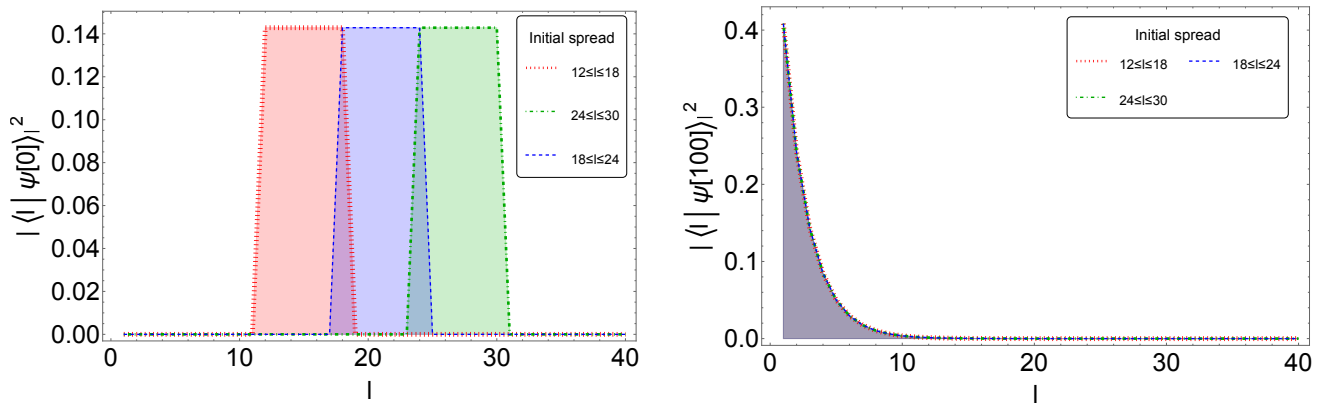 0.14
0.12
0.10
0.08
0.06
0.04
0.02
0.00
0 10 20 30 40
l
| ⟨l || ψ[0]⟩|²
Initial spread
12≤l≤18
24≤l≤30
18≤l≤24
0.4
0.3
0.2
0.1
0.0
0 10 20 30 40
l
| ⟨l || ψ[100]⟩|²
Initial spread
12≤l≤18 18≤l≤24
24≤l≤30